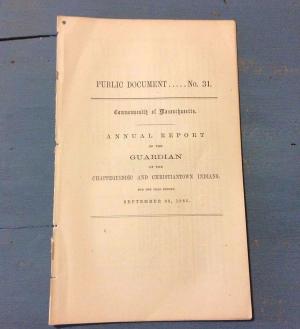 PUBLIC DOCUMENT.....No. 31.
Commonwealth of Massachusetts.
ANNUAL REPORT
OF THE
GUARDIAN
OF THE
CHAPPEQUIDDIC AND CHRISTIANTOWN INDIANS,
FOR THE YEAR ENDING
SEPTEMBER 30,